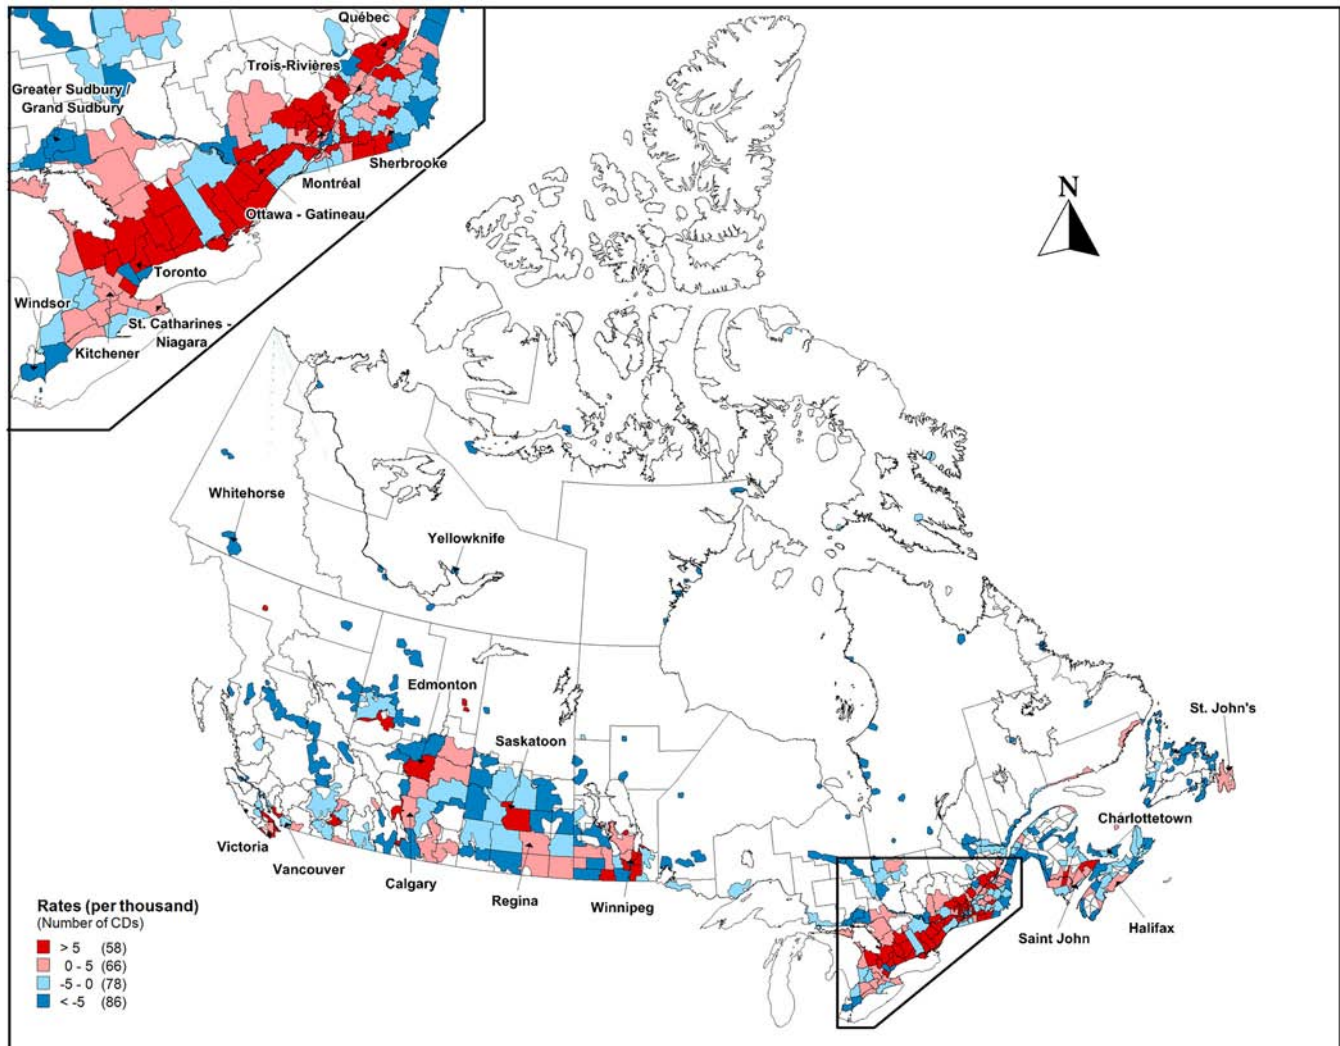 Québec
Trois-Rivières
Greater Sudbury /
Grand Sudbury
Sherbrooke
Montréal
Ottawa - Gatineau
Toronto
Windsor
St. Catharines -
Niagara
Kitchener
N
Whitehorse
Yellowknife
Edmonton
Saskatoon
St. John's
Charlottetown
Victoria
Vancouver
Calgary
Regina
Winnipeg
Saint John
Halifax
Rates (per thousand)
(Number of CDs)
> 5 (58)
0 - 5 (66)
-5 - 0 (78)
< -5 (86)